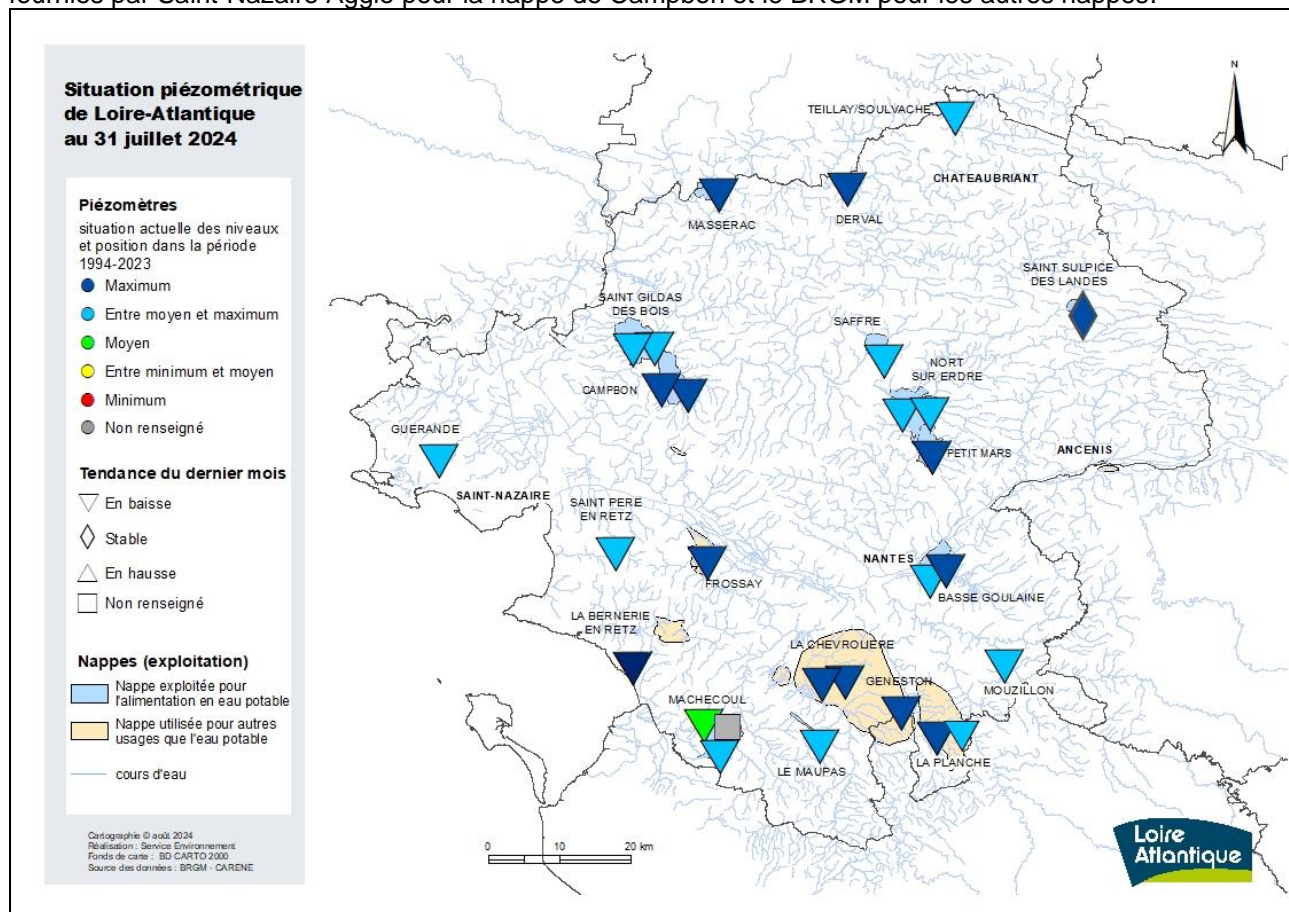 fournies par Saint-Nazaire Agglo pour la nappe de Campbon et le BRGM pour les autres nappes.
Situation piézométrique
de Loire-Atlantique
au 31 juillet 2024
Piézomètres
situation actuelle des niveaux
et position dans la période
1994-2023
Maximum
Entre moyen et maximum
Moyen
Entre minimum et moyen
Minimum
Non renseigné
Tendance du dernier mois
En baisse
Stable
En hausse
Non renseigné
Nappes (exploitation)
Nappe exploitée pour
l'alimentation en eau potable
Nappe utilisée pour autres
usages que l'eau potable
cours d'eau
Cartographie © août 2024
Réalisation : Service Environnement
Fonds de carte : BD CARTO 2000
Source des données : BRGM - CARENE
N
TEILLAY/SOULVACHE
CHATEAUBRIANT
MASSERAC
DERVAL
SAINT SULPICE
DES LANDES
SAINT GILDAS
DES BOIS
SAFFRE
NORT
SUR ERDRE
CAMPBON
GUERANDE
PETIT MARS
ANCENIS
SAINT-NAZAIRE
SAINT PERE
EN RETZ
NANTES
FROSSAY
BASSE GOULAINE
LA BERNERIE
EN RETZ
LA CHEVROLIERE
GENESTON
MOUZILLON
MACHECOUL
LE MAUPAS
LA PLANCHE
0 10 20 km
Loire
Atlantique